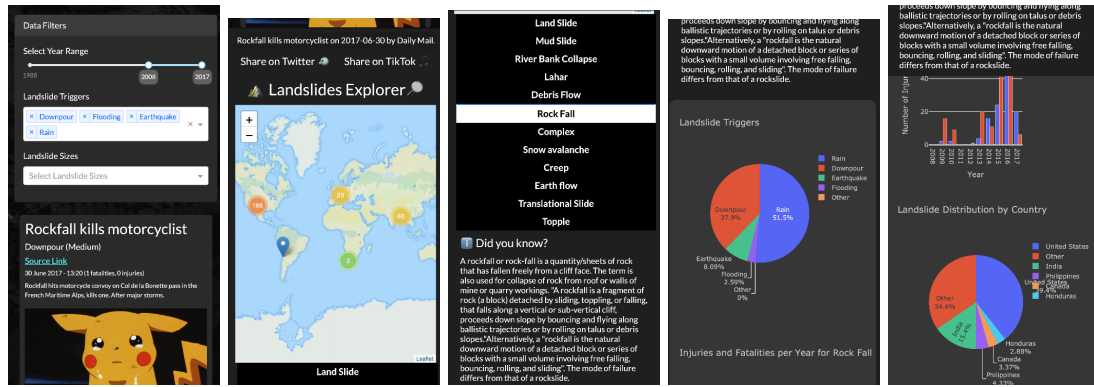 Data Filters
Select Year Range
1988
2008
2017
Landslide Triggers
× Downpour × Flooding × Earthquake
× Rain
×
Landslide Sizes
Select Landslide Sizes
Rockfall kills motorcyclist
Downpour (Medium)
Source Link
30 June 2017 - 13:20 (1 fatalities, 0 injuries)
Rockfall hits motorcycle convoy on Col de la Bonette pass in the
French Maritime Alps, kills one. After major storms.
Rockfall kills motorcyclist on 2017-06-30 by Daily Mail.
Share on Twitter
Share on TikTok
Landslides Explorer
+
−
Leaflet
Land Slide
Land Slide
Mud Slide
River Bank Collapse
Lahar
Debris Flow
Rock Fall
Complex
Snow avalanche
Creep
Earth flow
Translational Slide
Topple
Did you know?
A rockfall or rock-fall is a quantity/sheets of rock
that has fallen freely from a cliff face. The term is
also used for collapse of rock from roof or walls of
mine or quarry workings. "A rockfall is a fragment of
rock (a block) detached by sliding, toppling, or falling,
that falls along a vertical or sub-vertical cliff,
proceeds down slope by bouncing and flying along
ballistic trajectories or by rolling on talus or debris
slopes."Alternatively, a "rockfall is the natural
downward motion of a detached block or series of
blocks with a small volume involving free falling,
bouncing, rolling, and sliding". The mode of failure
differs from that of a rockslide.
proceeds down slope by bouncing and flying along
ballistic trajectories or by rolling on talus or debris
slopes."Alternatively, a "rockfall is the natural
downward motion of a detached block or series of
blocks with a small volume involving free falling,
bouncing, rolling, and sliding". The mode of failure
differs from that of a rockslide.
Landslide Triggers
Rain
Downpour
Earthquake
Flooding
Other
Downpour
37.9%
Rain
51.5%
Earthquake
8.09%
Flooding
2.59%
Other
0%
Injuries and Fatalities per Year for Rock Fall
proceeds down slope by bouncing and flying along
ballistic trajectories or by rolling on talus or debris
slopes."Alternatively, a "rockfall is the natural
downward motion of a detached block or series of
blocks with a small volume involving free falling,
bouncing, rolling, and sliding". The mode of failure
differs from that of a rockslide.
Number of Injur
40
20
0
2008
2009
2010
2011
2012
2013
2014
2015
2016
2017
Year
Landslide Distribution by Country
United States
Other
India
Philippines
Canada
Honduras
United States
Other
34.6%
India
Honduras
2.88%
Canada
3.37%
Philippines
4.33%